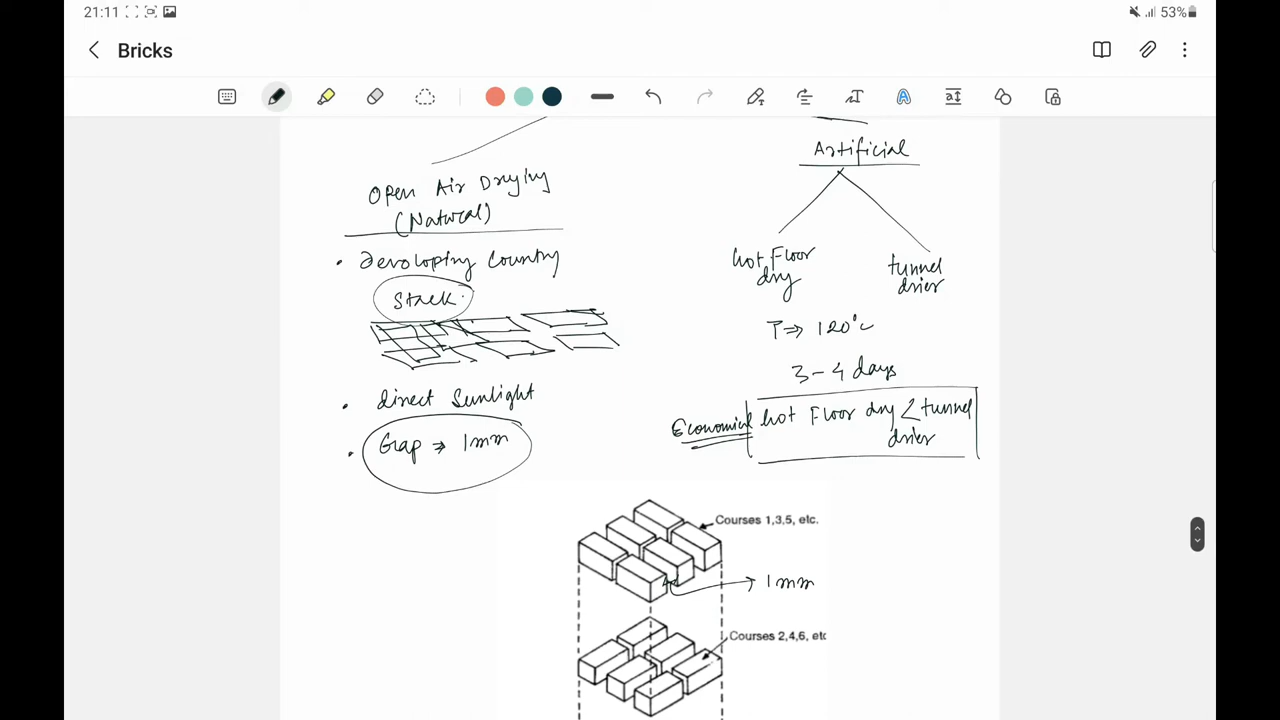 21:11
53%
Bricks
Artificial
Open Air Drying
(Natural)
hot Floor
dry
tunnel
drier
• Developing Country
Stack
T ⇒ 120°C
3 - 4 days
• direct Sunlight
Economical hot Floor dry < tunnel
drier
• Gap ⇒ 1mm
Courses 1,3,5, etc.
1mm
Courses 2,4,6, etc